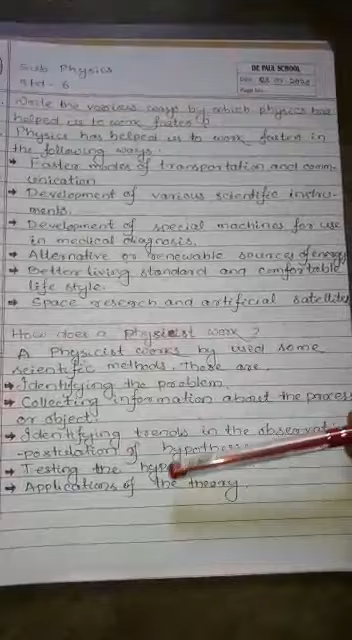 Sub Physics
Std - 6
DE PAUL SCHOOL
Date
Page No.
Write the various ways by which physics has
helped us to work faster?
Physics has helped us to work faster in
the following ways.
→ Faster modes of transportation and comm-
unication
→ Development of various scientific instru-
ments.
→ Development of special machines for use
in medical diagnosis.
→ Alternative or renewable sources of energy
→ Better living standard and comfortable
life style.
→ Space research and artificial satellites
How does a physicist work?
A Physicist works by used some
scientific methods. These are.
→ Identifying the problem.
→ Collecting information about the process
or object.
→ Identifying trends in the
-postulation of
→ Testing the
→ Applications of the theory.